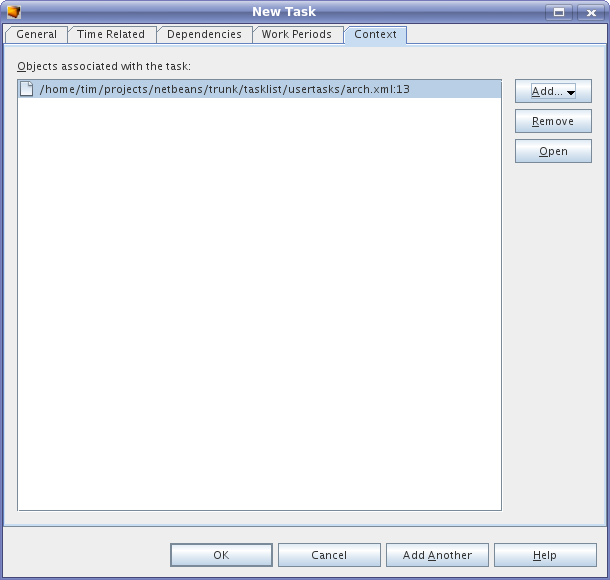 New Task
General Time Related Dependencies Work Periods Context
Objects associated with the task:
/home/tim/projects/netbeans/trunk/tasklist/usertasks/arch.xml:13
Add...
Remove
Open
OK Cancel Add Another Help